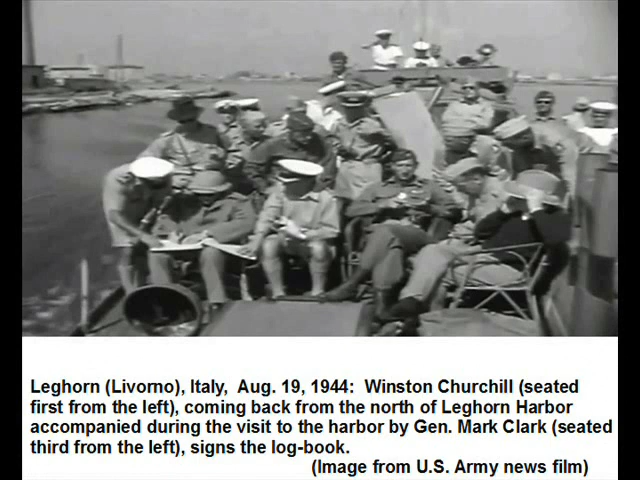 Leghorn (Livorno), Italy,  Aug. 19, 1944:  Winston Churchill (seated
first from the left), coming back from the north of Leghorn Harbor
accompanied during the visit to the harbor by Gen. Mark Clark (seated
third from the left), signs the log-book.
(Image from U.S. Army news film)